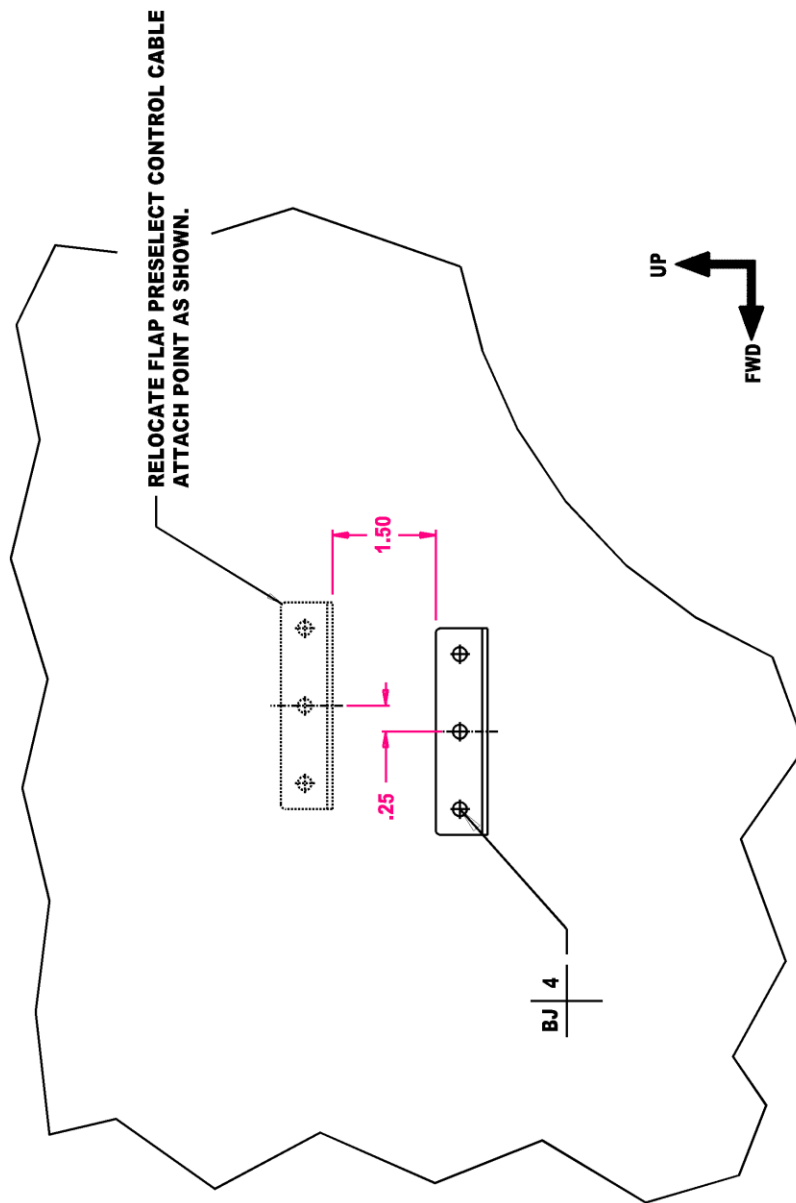 RELOCATE FLAP PRESELECT CONTROL CABLE
ATTACH POINT AS SHOWN.
1.50
.25
BJ 4
UP
FWD